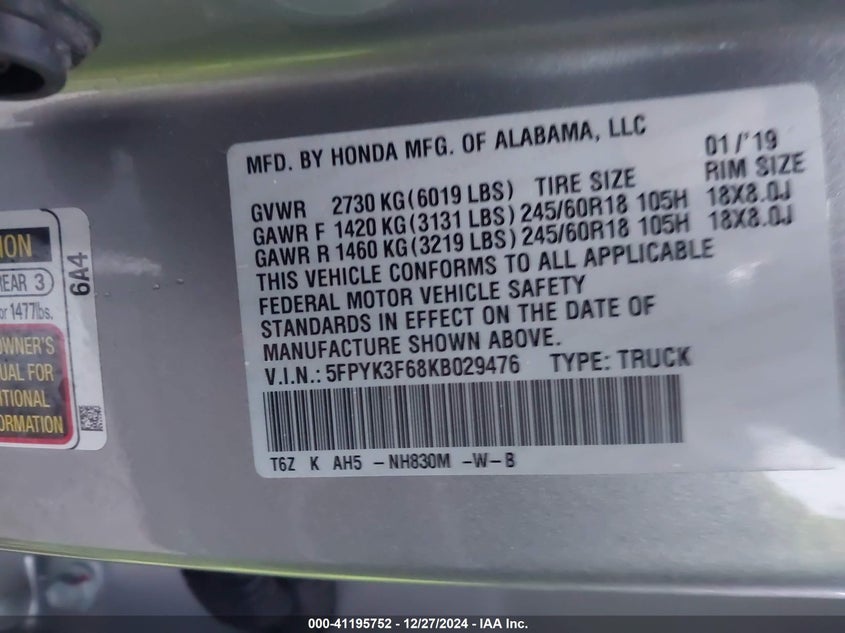 MFD. BY HONDA MFG. OF ALABAMA, LLC 01/'19
GVWR 2730 KG(6019 LBS) TIRE SIZE RIM SIZE
GAWR F 1420 KG(3131 LBS) 245/60R18 105H 18X8.0J
GAWR R 1460 KG(3219 LBS) 245/60R18 105H 18X8.0J
THIS VEHICLE CONFORMS TO ALL APPLICABLE
FEDERAL MOTOR VEHICLE SAFETY
STANDARDS IN EFFECT ON THE DATE OF
MANUFACTURE SHOWN ABOVE.
V.I.N.: 5FPYK3F68KB029476 TYPE: TRUCK
T6Z K AH5 -NH830M -W-B
REAR 3
or 1477lbs.
OWNER'S
FOR
6A4
000-41195752 - 12/27/2024 - IAA Inc.